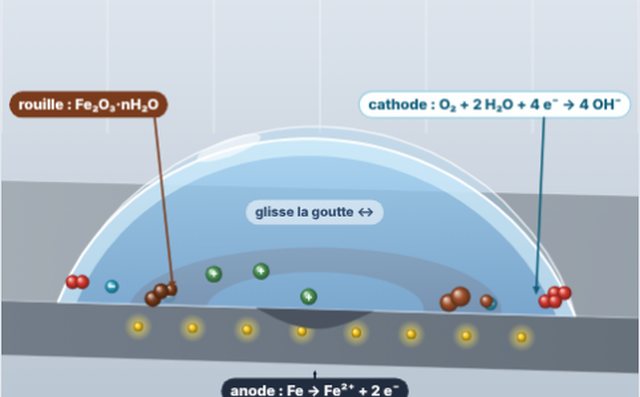 rouille : Fe₂O₃·nH₂O
cathode : O₂ + 2 H₂O + 4 e⁻ → 4 OH⁻
glisse la goutte ↔
anode : Fe → Fe²⁺ + 2 e⁻